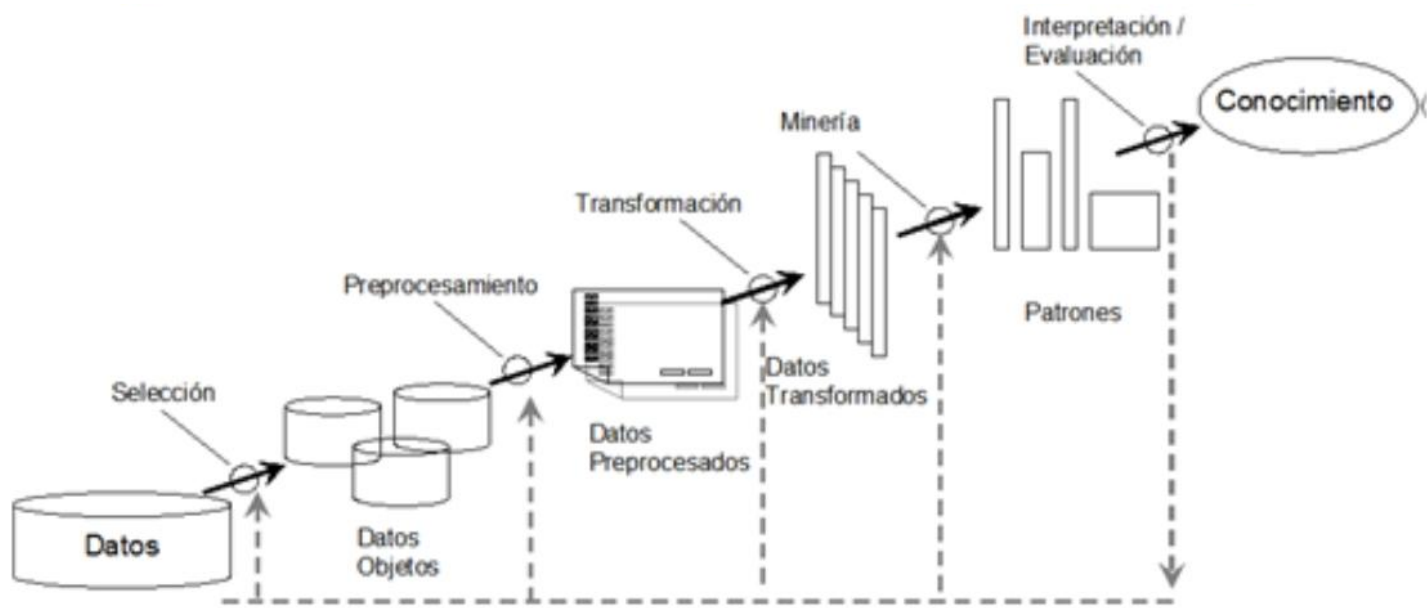 Interpretación /
Evaluación
Conocimiento
Minería
Transformación
Preprocesamiento
Patrones
Selección
Datos
Transformados
Datos
Preprocesados
Datos
Datos
Objetos